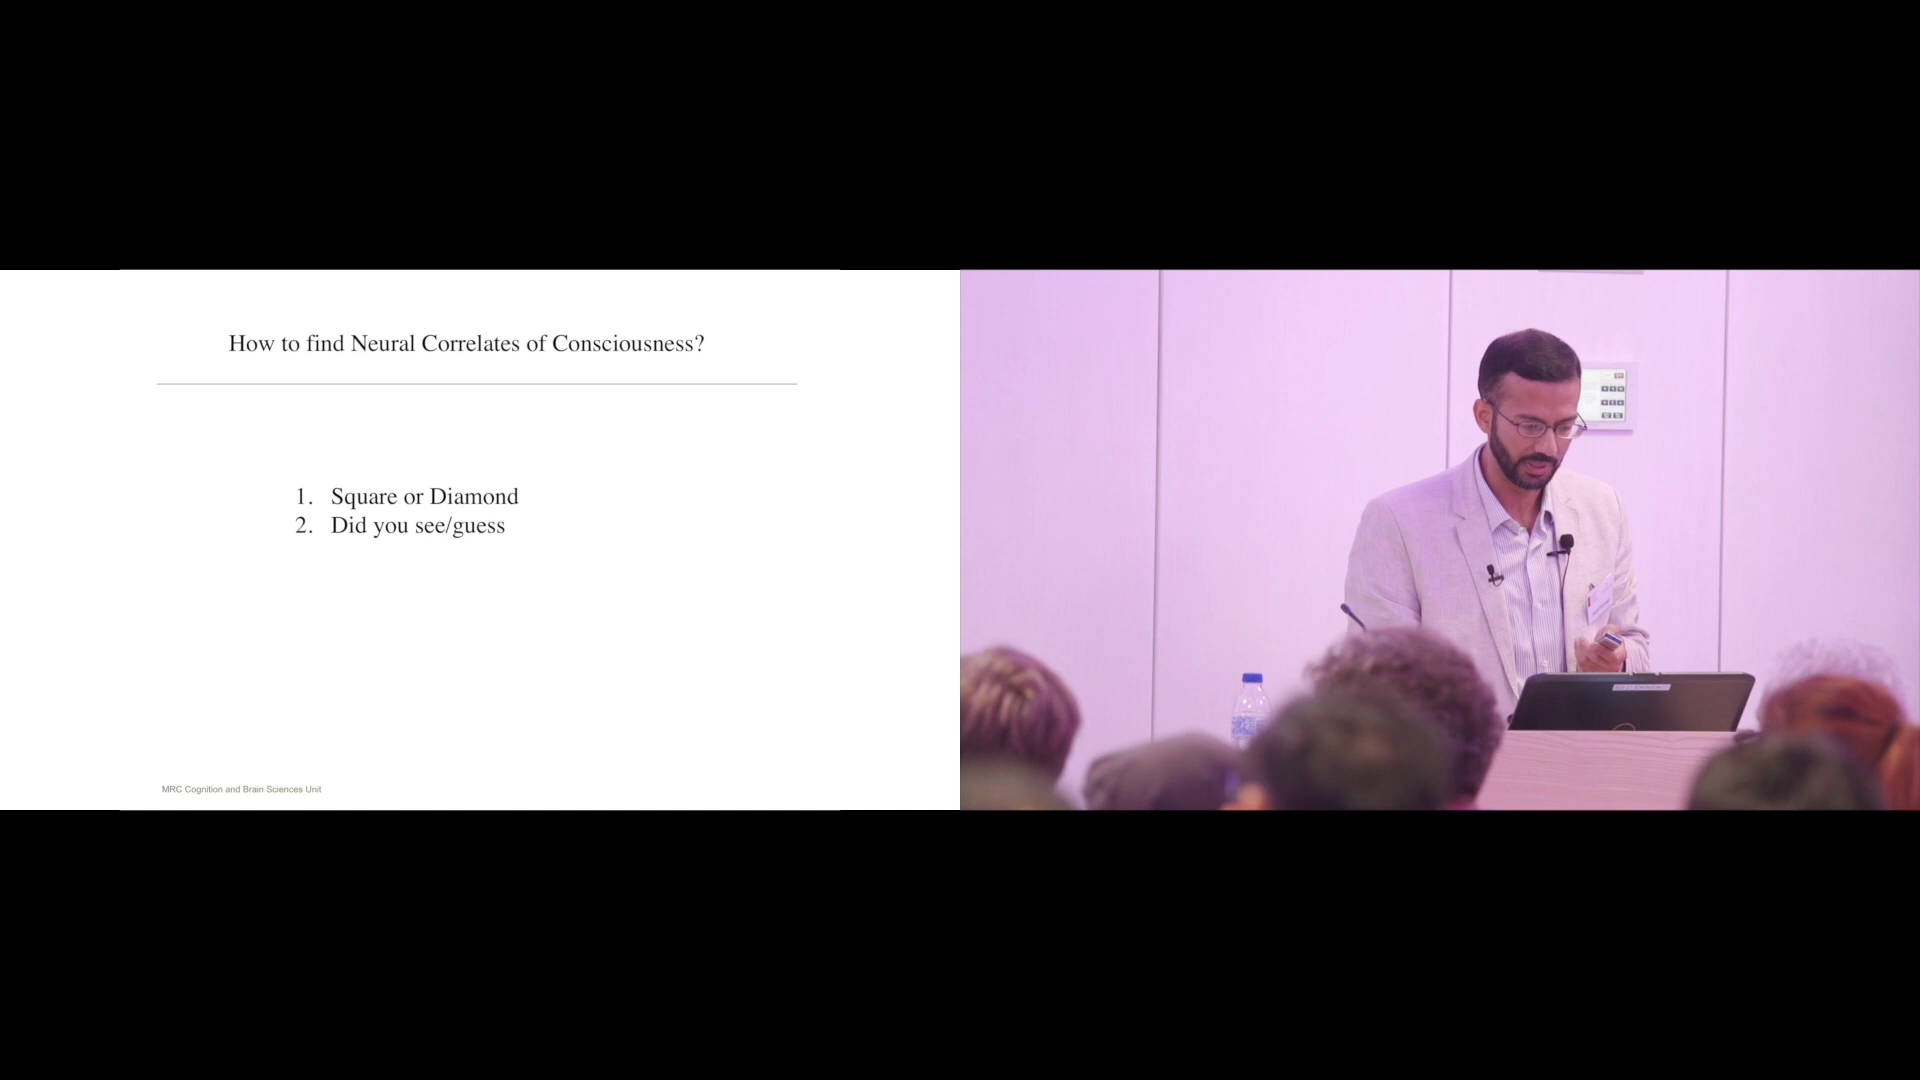 How to find Neural Correlates of Consciousness?
1. Square or Diamond
2. Did you see/guess
MRC Cognition and Brain Sciences Unit